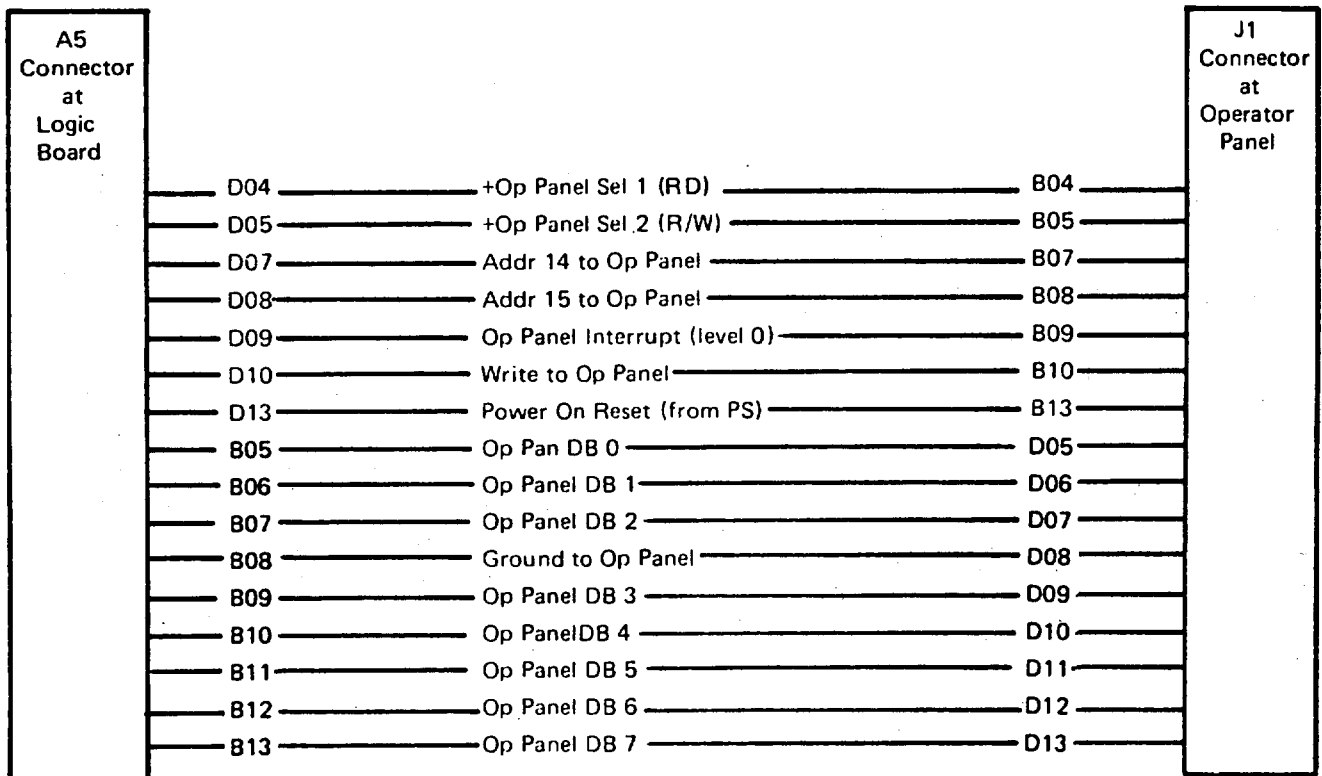 A5
Connector
at
Logic
Board
J1
Connector
at
Operator
Panel
D04 +Op Panel Sel 1 (RD) B04
D05 +Op Panel Sel 2 (R/W) B05
D07 Addr 14 to Op Panel B07
D08 Addr 15 to Op Panel B08
D09 Op Panel Interrupt (level 0) B09
D10 Write to Op Panel B10
D13 Power On Reset (from PS) B13
B05 Op Pan DB 0 D05
B06 Op Panel DB 1 D06
B07 Op Panel DB 2 D07
B08 Ground to Op Panel D08
B09 Op Panel DB 3 D09
B10 Op PanelDB 4 D10
B11 Op Panel DB 5 D11
B12 Op Panel DB 6 D12
B13 Op Panel DB 7 D13